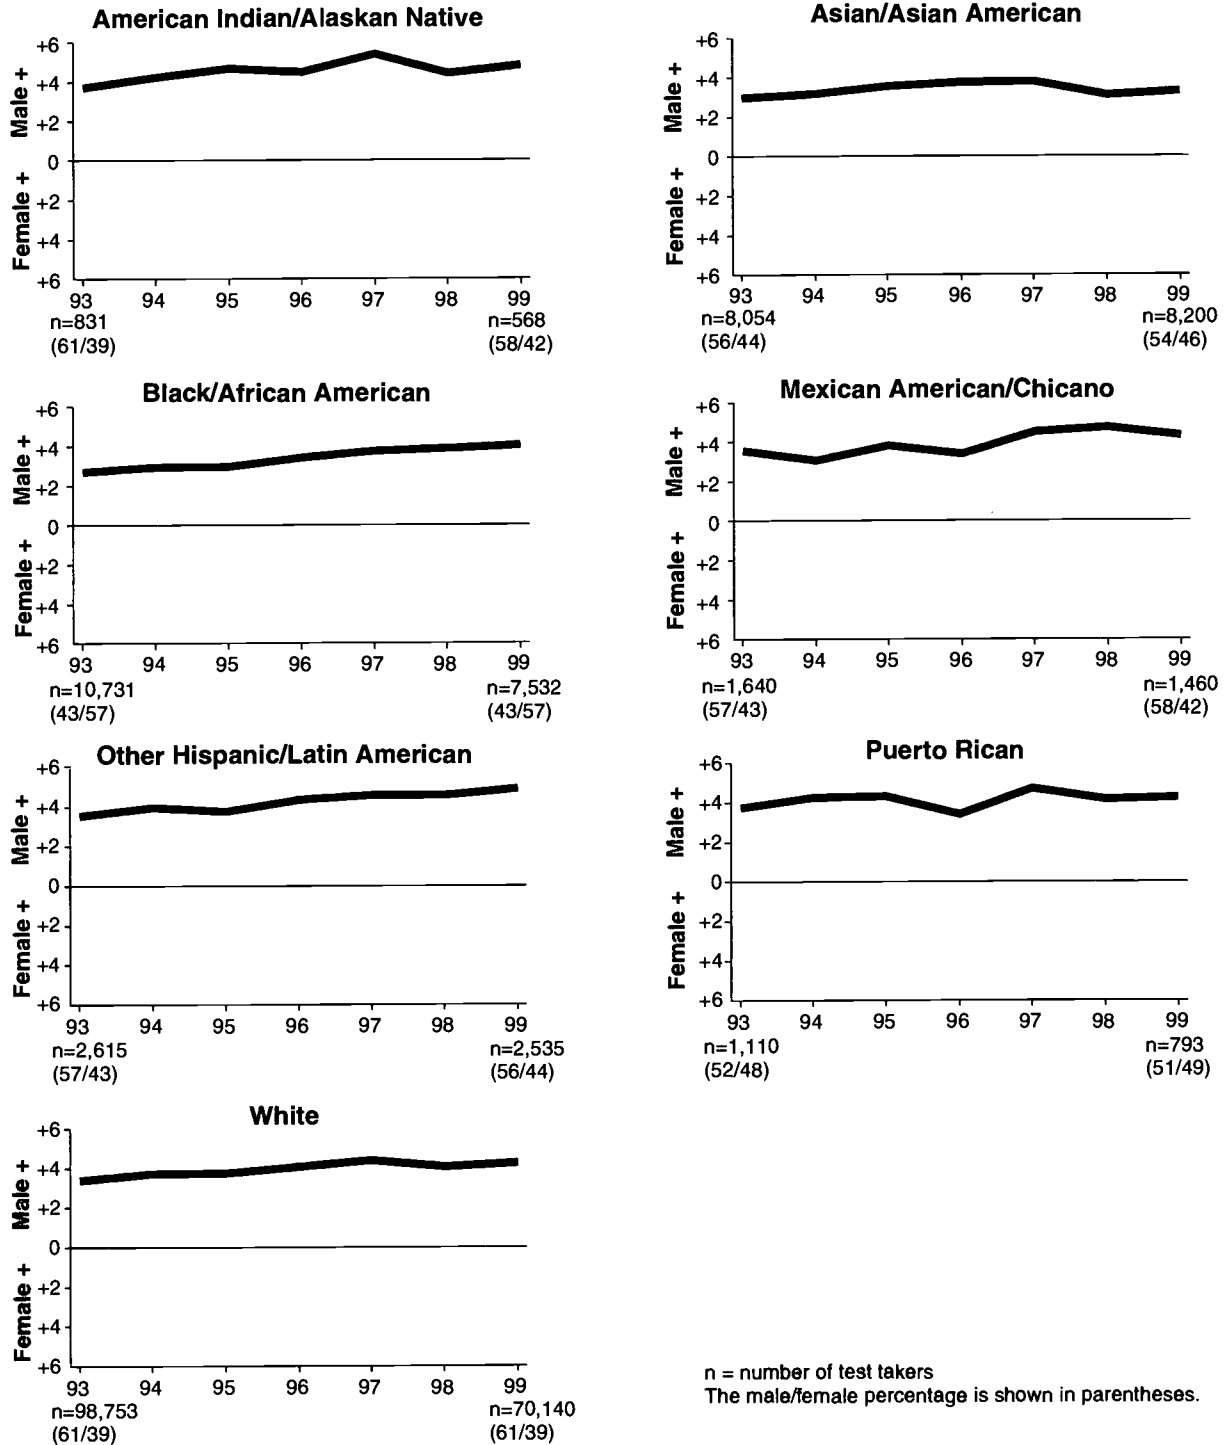 American Indian/Alaskan Native
Male +
Female +
+6
+4
+2
0
+2
+4
+6
93 94 95 96 97 98 99
n=831 n=568
(61/39) (58/42)
Asian/Asian American
Male +
Female +
+6
+4
+2
0
+2
+4
+6
93 94 95 96 97 98 99
n=8,054 n=8,200
(56/44) (54/46)
Black/African American
Male +
Female +
+6
+4
+2
0
+2
+4
+6
93 94 95 96 97 98 99
n=10,731 n=7,532
(43/57) (43/57)
Mexican American/Chicano
Male +
Female +
+6
+4
+2
0
+2
+4
+6
93 94 95 96 97 98 99
n=1,640 n=1,460
(57/43) (58/42)
Other Hispanic/Latin American
Male +
Female +
+6
+4
+2
0
+2
+4
+6
93 94 95 96 97 98 99
n=2,615 n=2,535
(57/43) (56/44)
Puerto Rican
Male +
Female +
+6
+4
+2
0
+2
+4
+6
93 94 95 96 97 98 99
n=1,110 n=793
(52/48) (51/49)
White
Male +
Female +
+6
+4
+2
0
+2
+4
+6
93 94 95 96 97 98 99
n=98,753 n=70,140
(61/39) (61/39)
n = number of test takers
The male/female percentage is shown in parentheses.